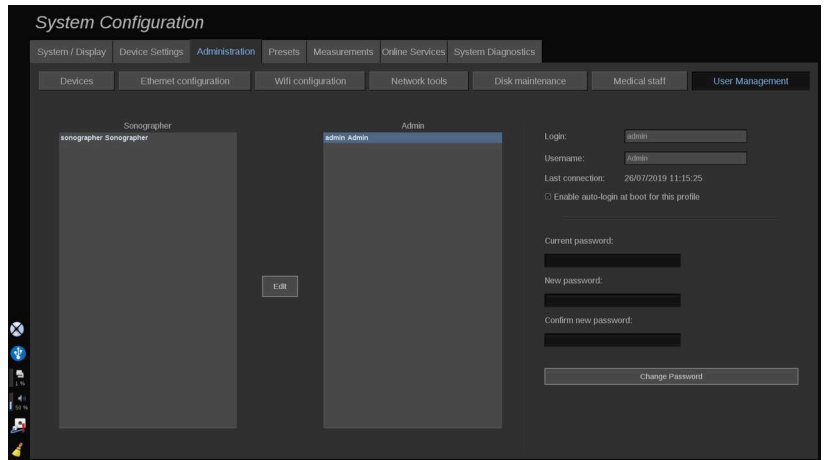 System Configuration
System / Display Device Settings Administration Presets Measurements Online Services System Diagnostics
Devices Ethernet configuration Wifi configuration Network tools Disk maintenance Medical staff User Management
Sonographer
sonographer Sonographer
Admin
admin Admin
Edit
Login: admin
Username: Admin
Last connection: 26/07/2019 11:15:25
Enable auto-login at boot for this profile
Current password:
New password:
Confirm new password:
Change Password
1 %
50 %